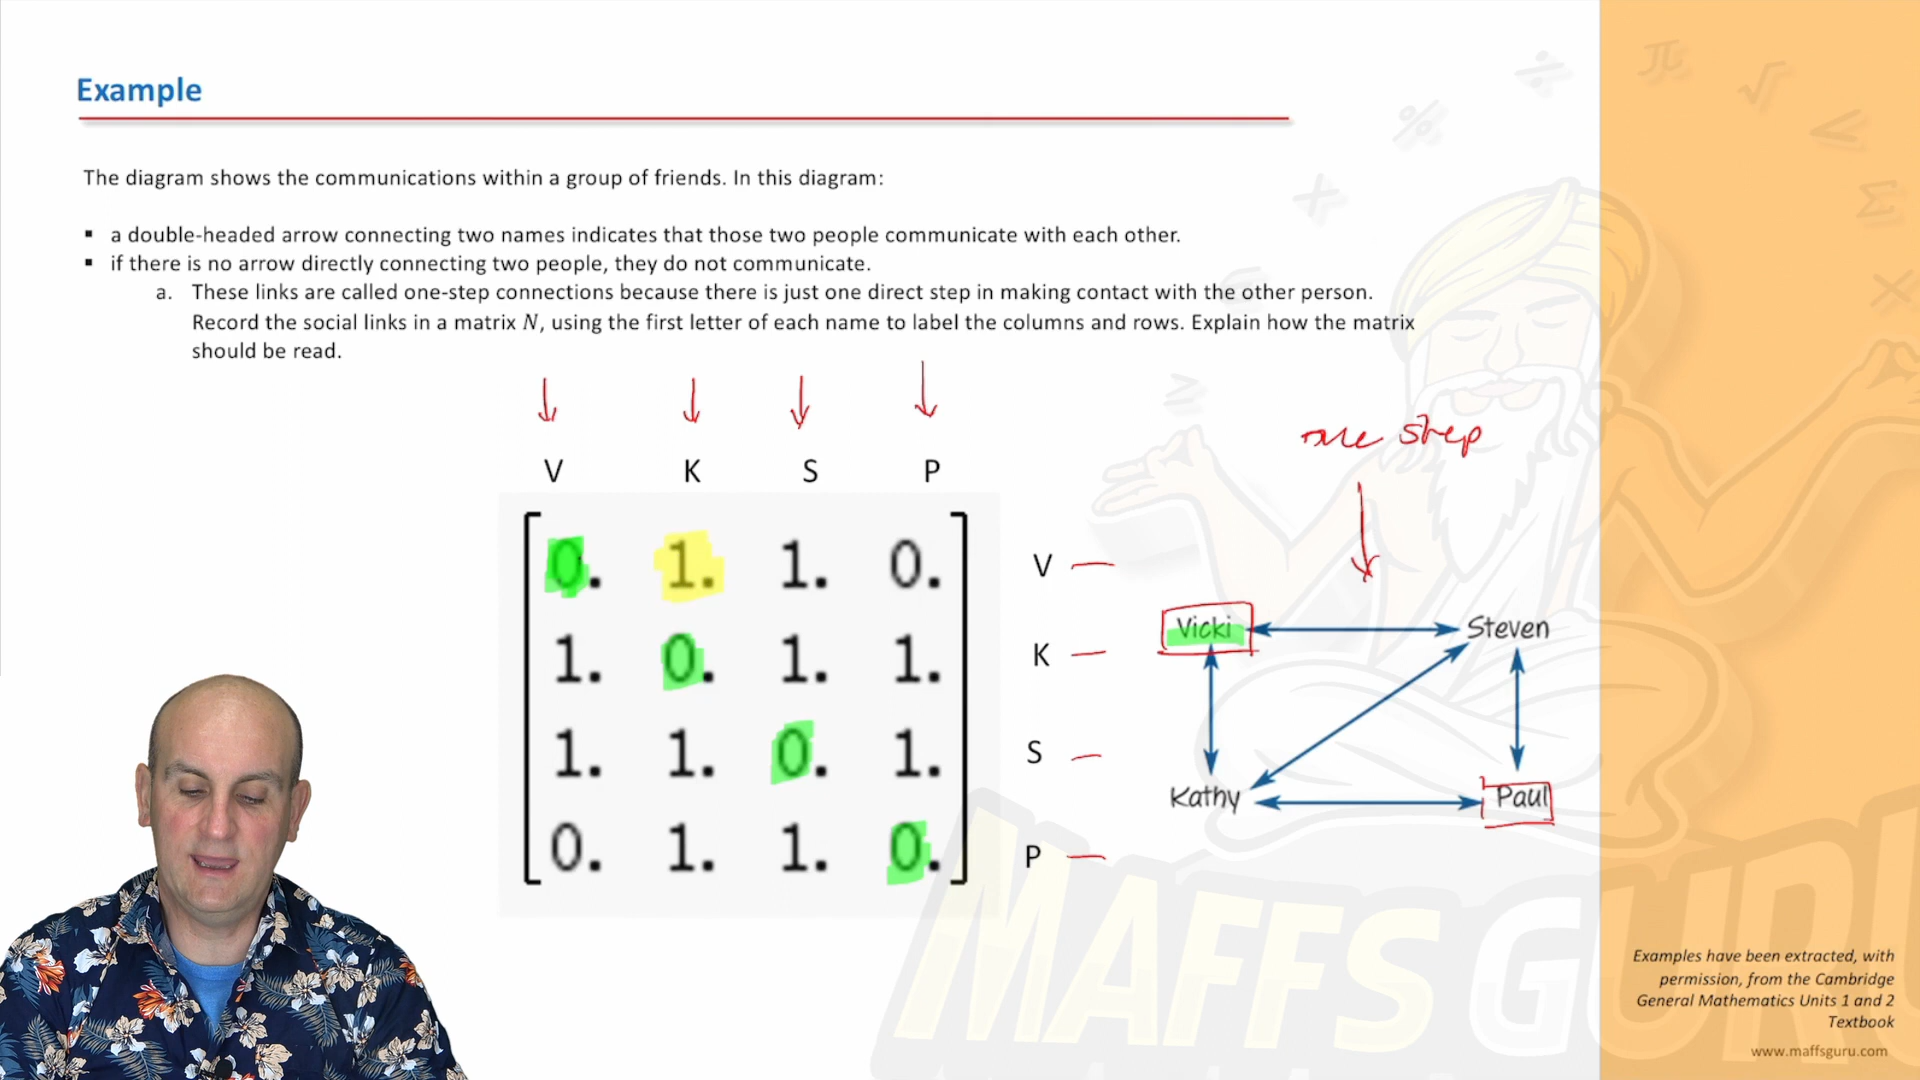 Example
The diagram shows the communications within a group of friends. In this diagram:
▪ a double-headed arrow connecting two names indicates that those two people communicate with each other.
▪ if there is no arrow directly connecting two people, they do not communicate.
a. These links are called one-step connections because there is just one direct step in making contact with the other person.
Record the social links in a matrix N, using the first letter of each name to label the columns and rows. Explain how the matrix
should be read.
one step
V K S P
0. 1. 1. 0. V
1. 0. 1. 1. K
1. 1. 0. 1. S
0. 1. 1. 0. P
Vicki Steven
Kathy Paul
MAFFS GURU
Examples have been extracted, with
permission, from the Cambridge
General Mathematics Units 1 and 2
Textbook
www.maffsguru.com